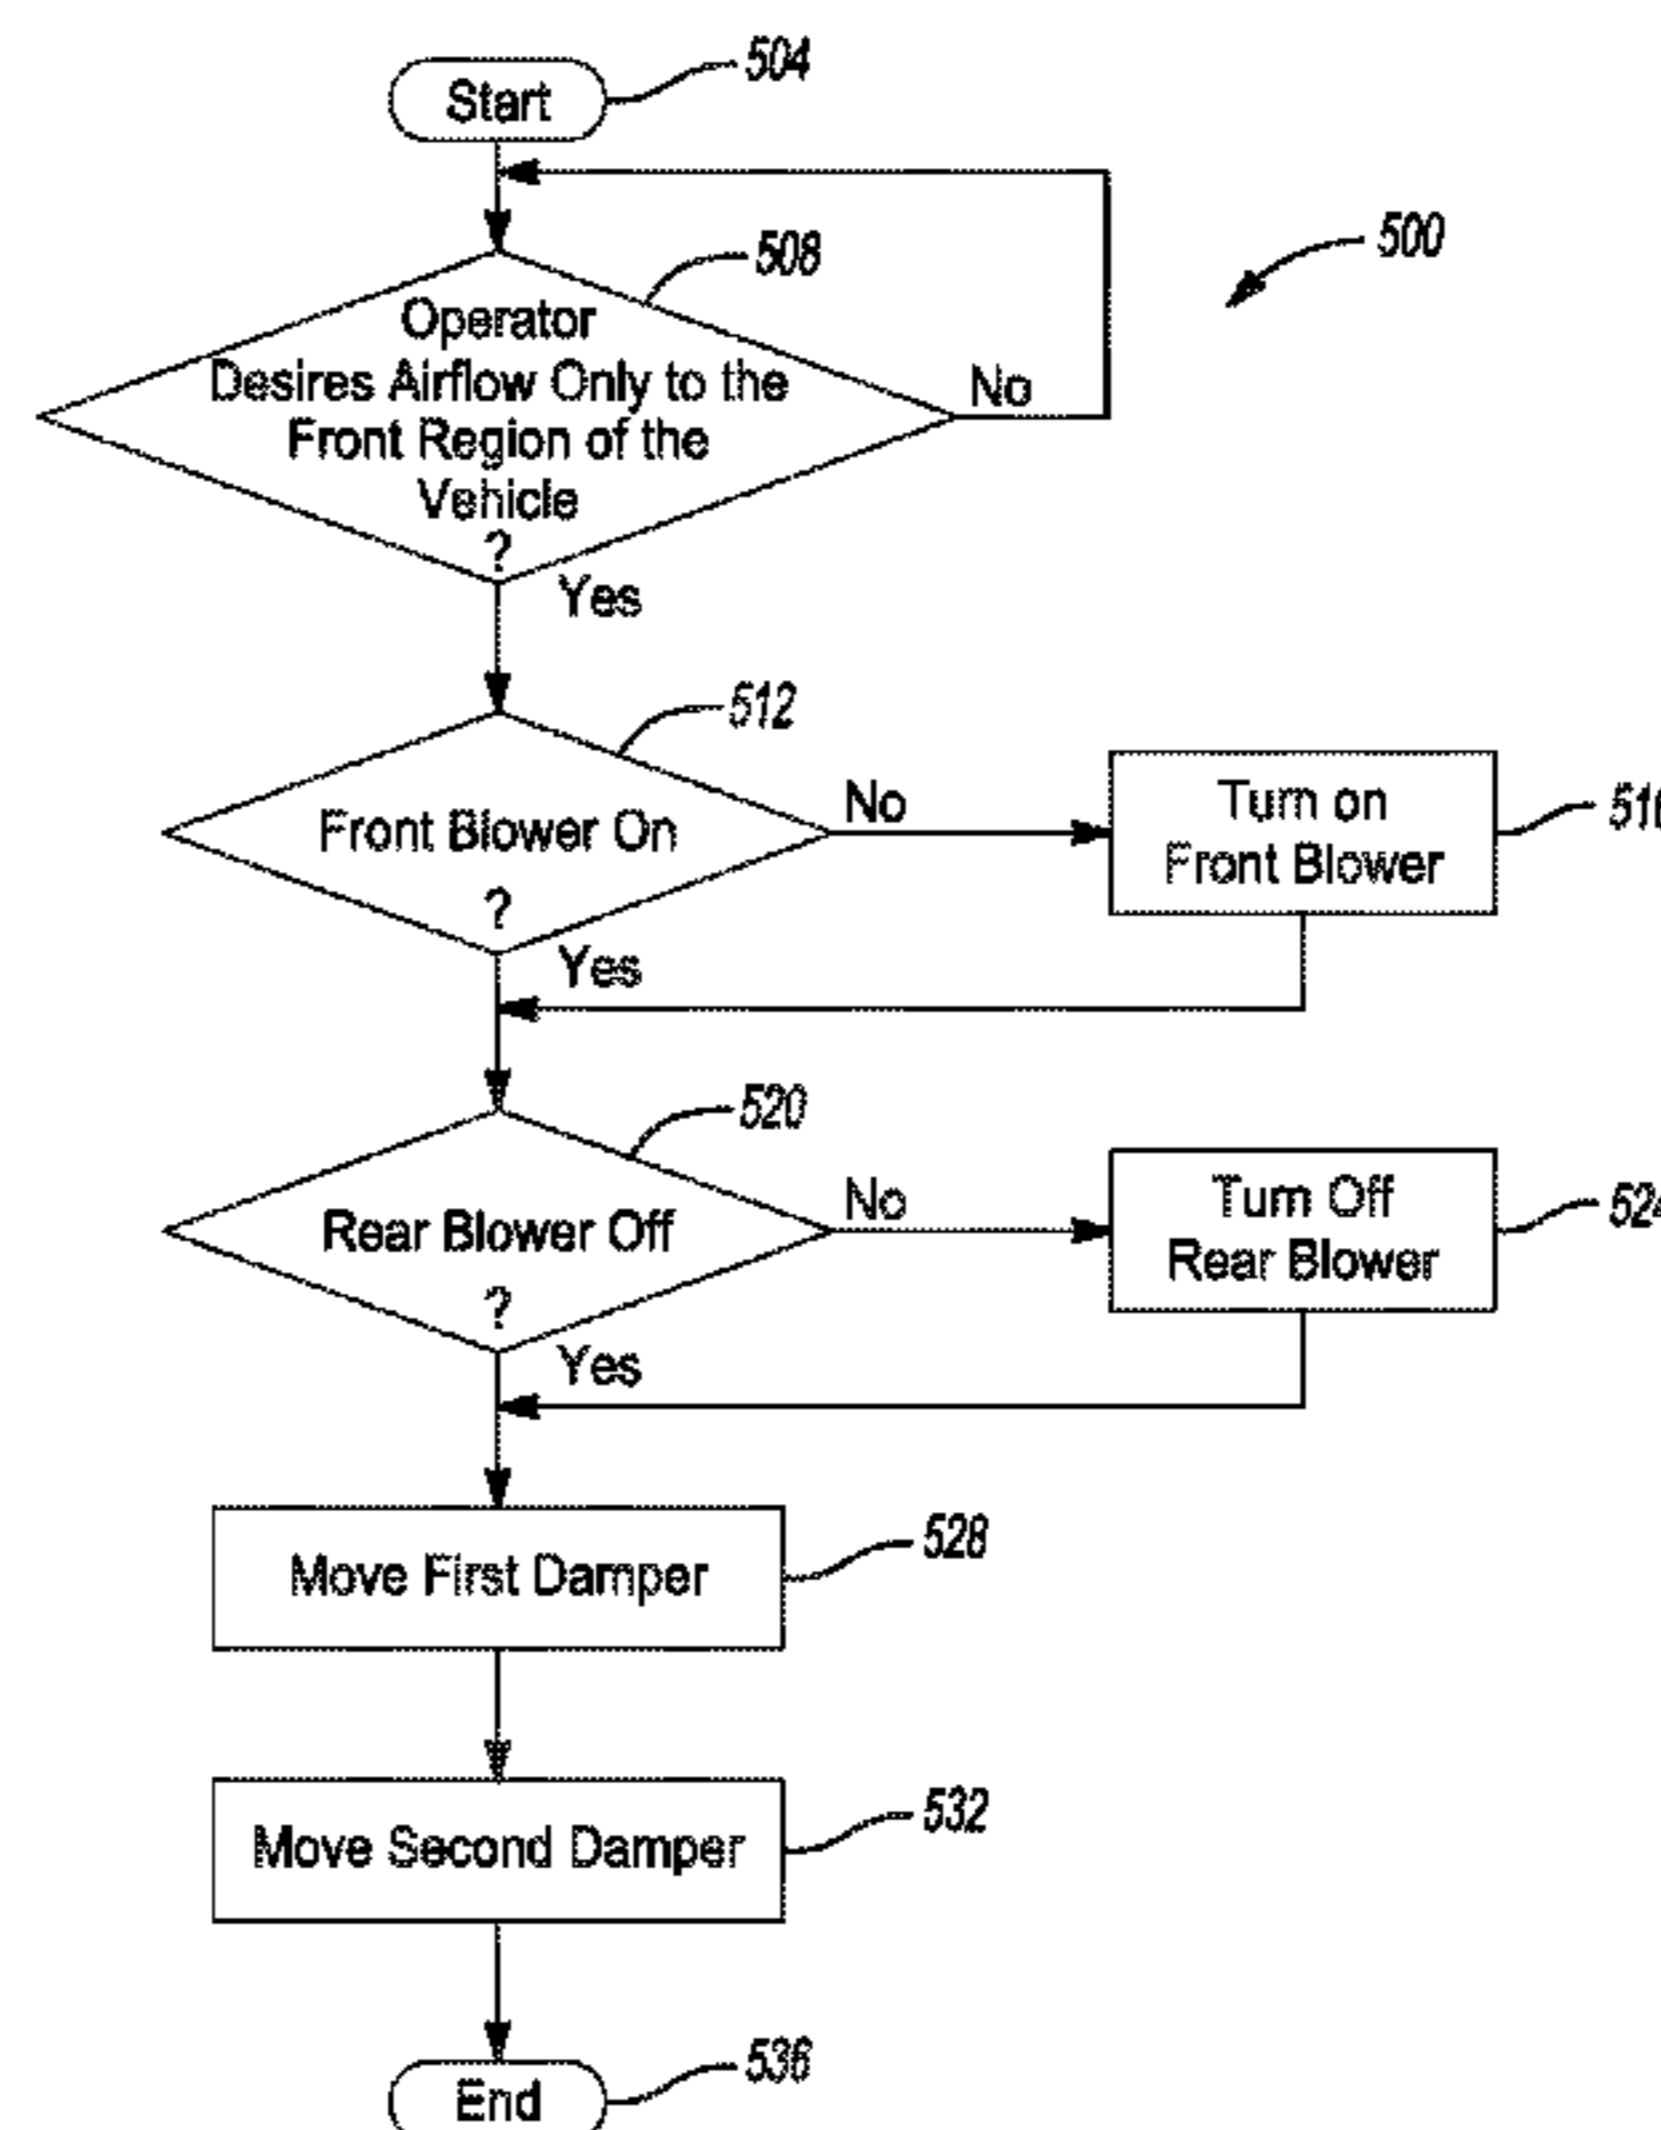 Start
504
500
508
Operator
Desires Airflow Only to the
Front Region of the
Vehicle
?
No
Yes
512
Front Blower On
?
No
Turn on
Front Blower
Yes
520
Rear Blower Off
?
No
Turn Off
Rear Blower
Yes
Move First Damper
528
Move Second Damper
532
End
536